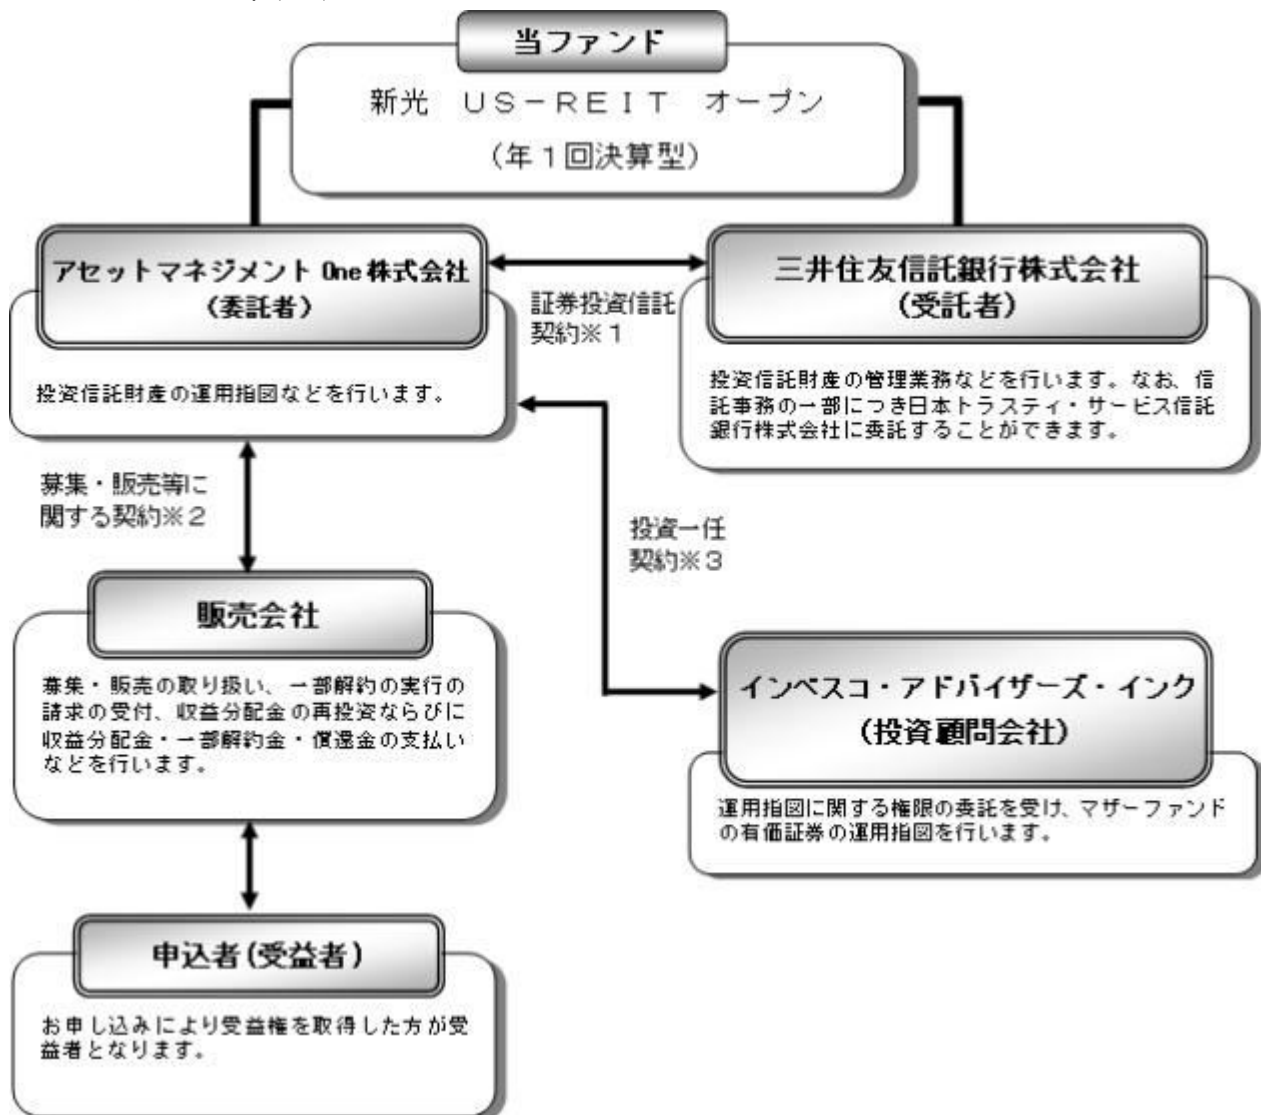 当ファンド
新光 US-REIT オープン
(年1回決算型)
アセットマネジメントOne株式会社
(委託者)
投資信託財産の運用指図などを行います。
証券投資信託
契約※1
三井住友信託銀行株式会社
(受託者)
投資信託財産の管理業務などを行います。なお、信
託事務の一部につき日本トラスティ・サービス信託
銀行株式会社に委託することができます。
募集・販売等に
関する契約※2
投資一任
契約※3
販売会社
募集・販売の取り扱い、一部解約の実行の
請求の受付、収益分配金の再投資ならびに
収益分配金・一部解約金・償還金の支払い
などを行います。
インベスコ・アドバイザーズ・インク
(投資顧問会社)
運用指図に関する権限の委託を受け、マザーファンド
の有価証券の運用指図を行います。
申込者(受益者)
お申し込みにより受益権を取得した方が受
益者となります。